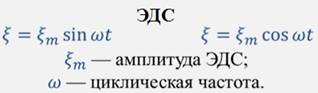 ЭДС
ξ = ξₘ sin ωt ξ = ξₘ cos ωt
ξₘ — амплитуда ЭДС;
ω — циклическая частота.